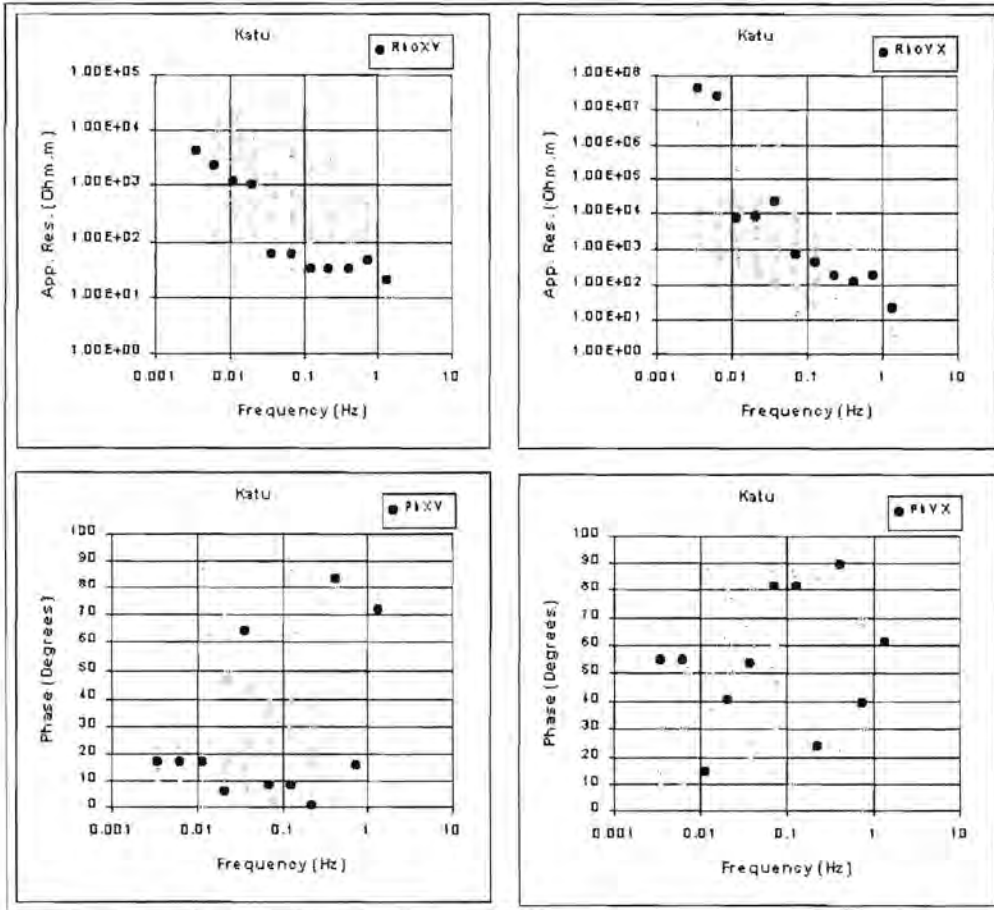 Katu
RhoXY
1.00E+05
1.00E+04
1.00E+03
1.00E+02
1.00E+01
1.00E+00
App. Res. (Ohm.m)
0.001 0.01 0.1 1 10
Frequency (Hz)
Katu
RhoYX
1.00E+08
1.00E+07
1.00E+06
1.00E+05
1.00E+04
1.00E+03
1.00E+02
1.00E+01
1.00E+00
App. Res. (Ohm.m)
0.001 0.01 0.1 1 10
Frequency (Hz)
Katu
PhXY
100
90
80
70
60
50
40
30
20
10
0
Phase (Degrees)
0.001 0.01 0.1 1 10
Frequency (Hz)
Katu
PhYX
100
90
80
70
60
50
40
30
20
10
0
Phase (Degrees)
0.001 0.01 0.1 1 10
Frequency (Hz)